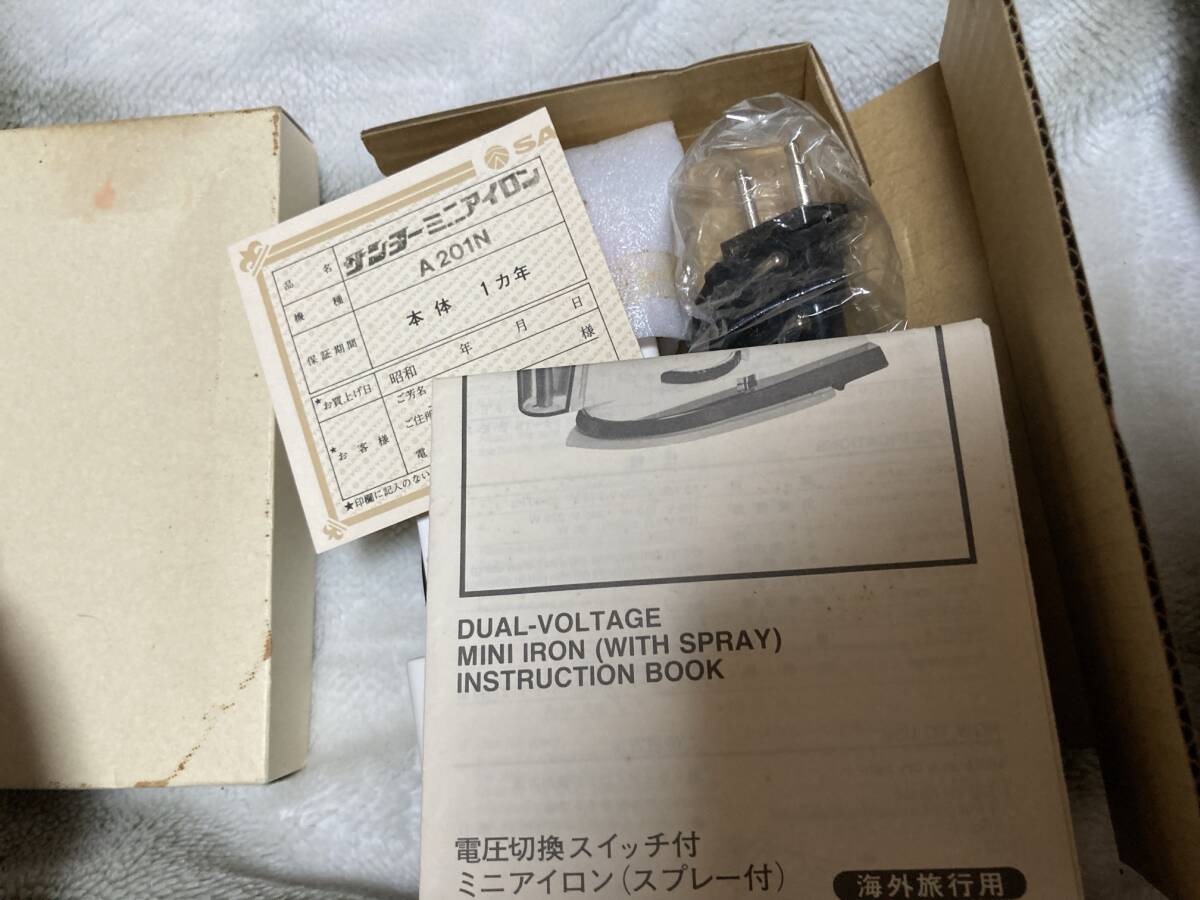 SA
品名 サンヨーミニアイロン
機種 A201N
保証期間 本体 1カ年
★お買上げ日 昭和 年 月 日
★お客様 ご芳名 様
ご住所
電
★印欄に記入のない
DUAL-VOLTAGE
MINI IRON (WITH SPRAY)
INSTRUCTION BOOK
電圧切換スイッチ付
ミニアイロン(スプレー付)
海外旅行用